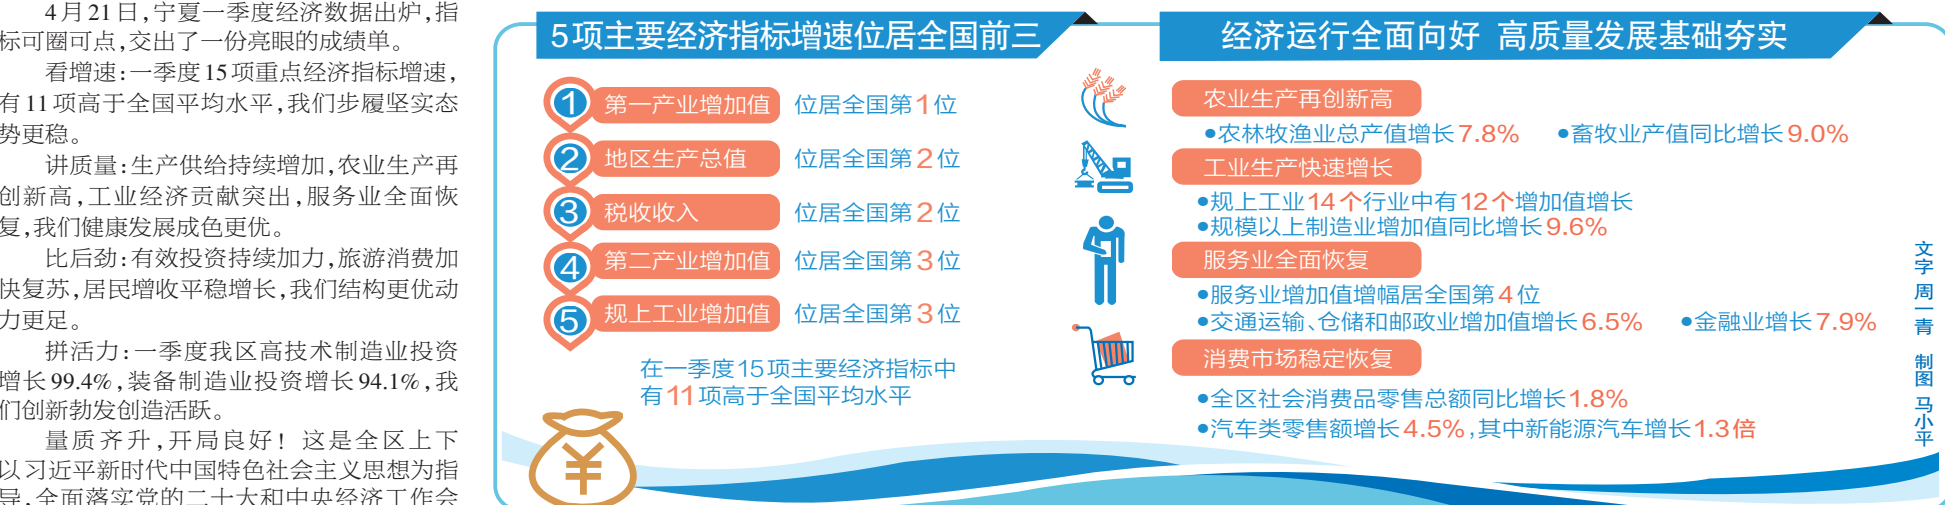 4月21日,宁夏一季度经济数据出炉,指
标可圈可点,交出了一份亮眼的成绩单。
看增速:一季度15项重点经济指标增速,
有11项高于全国平均水平,我们步履坚实态
势更稳。
讲质量:生产供给持续增加,农业生产再
创新高,工业经济贡献突出,服务业全面恢
复,我们健康发展成色更优。
比后劲:有效投资持续加力,旅游消费加
快复苏,居民增收平稳增长,我们结构更优动
力更足。
拼活力:一季度我区高技术制造业投资
增长99.4%,装备制造业投资增长94.1%,我
们创新勃发创造活跃。
量质齐升,开局良好!这是全区上下
以习近平新时代中国特色社会主义思想为指
导,全面落实党的二十大和中央经济工作会
5项主要经济指标增速位居全国前三
1 第一产业增加值 位居全国第1位
2 地区生产总值 位居全国第2位
3 税收收入 位居全国第2位
4 第二产业增加值 位居全国第3位
5 规上工业增加值 位居全国第3位
在一季度15项主要经济指标中
有11项高于全国平均水平
¥
经济运行全面向好 高质量发展基础夯实
农业生产再创新高
●农林牧渔业总产值增长7.8% ●畜牧业产值同比增长9.0%
工业生产快速增长
●规上工业14个行业中有12个增加值增长
●规模以上制造业增加值同比增长9.6%
服务业全面恢复
●服务业增加值增幅居全国第4位
●交通运输、仓储和邮政业增加值增长6.5% ●金融业增长7.9%
消费市场稳定恢复
●全区社会消费品零售总额同比增长1.8%
●汽车类零售额增长4.5%,其中新能源汽车增长1.3倍
文字 周一青 制图 马小平